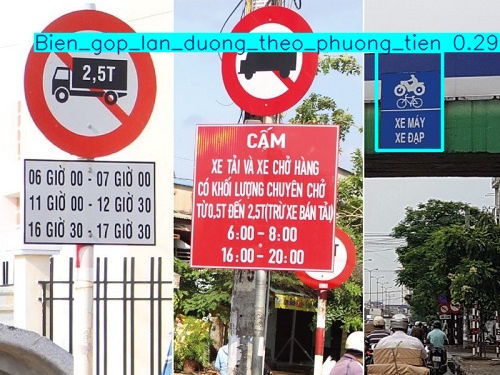 Bien_gop_lan_duong_theo_phuong_tien 0.29
2,5T
06 GIỜ 00 - 07 GIỜ 00
11 GIỜ 00 - 12 GIỜ 30
16 GIỜ 30 - 17 GIỜ 30
CẤM
XE TẢI VÀ XE CHỞ HÀNG
CÓ KHỐI LƯỢNG CHUYÊN CHỞ
TỪ 0,5T ĐẾN 2,5T(TRỪ XE BÁN TẢI)
6:00 - 8:00
16:00 - 20:00
XE MÁY
XE ĐẠP